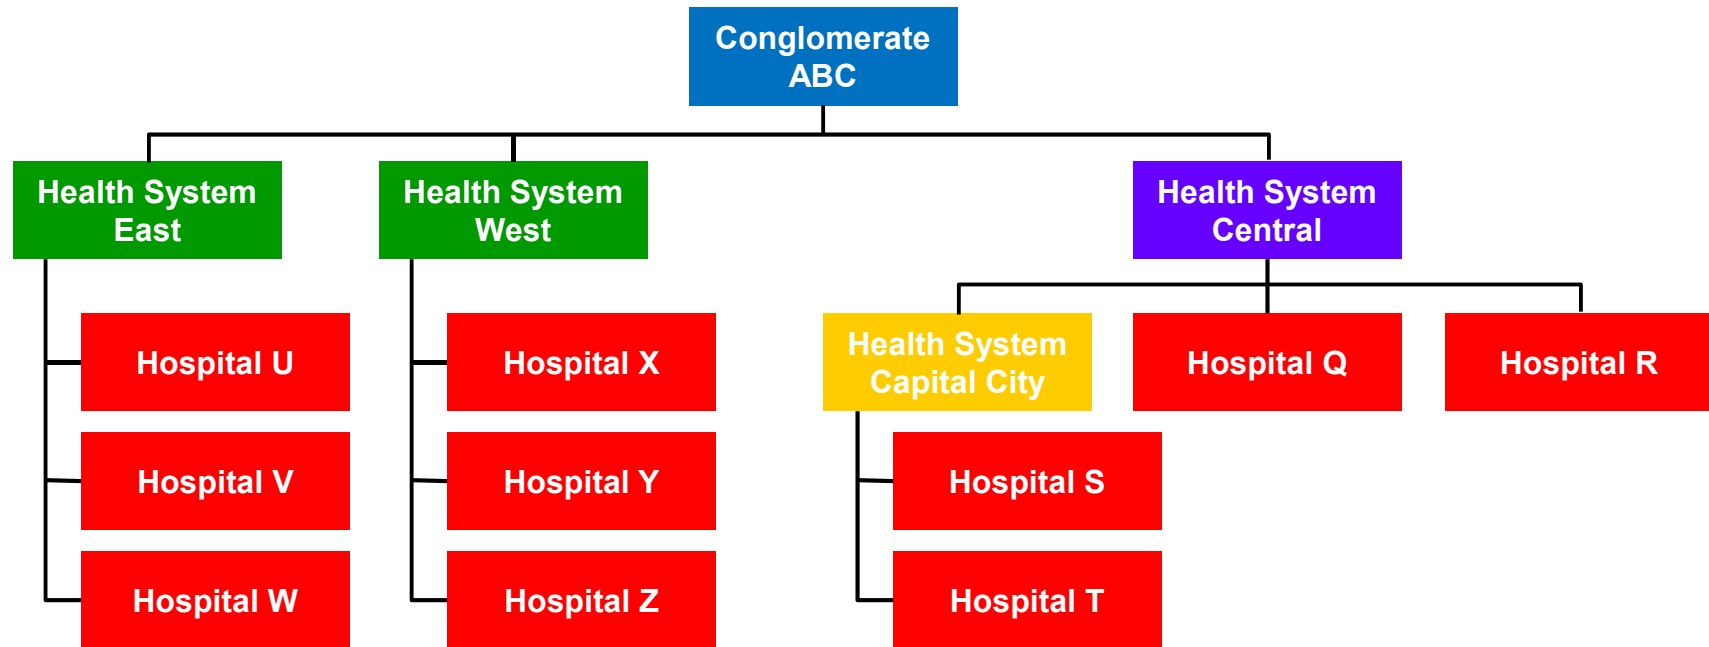 Conglomerate
ABC
Health System
East
Health System
West
Health System
Central
Hospital U
Hospital X
Health System
Capital City
Hospital Q
Hospital R
Hospital V
Hospital Y
Hospital S
Hospital W
Hospital Z
Hospital T